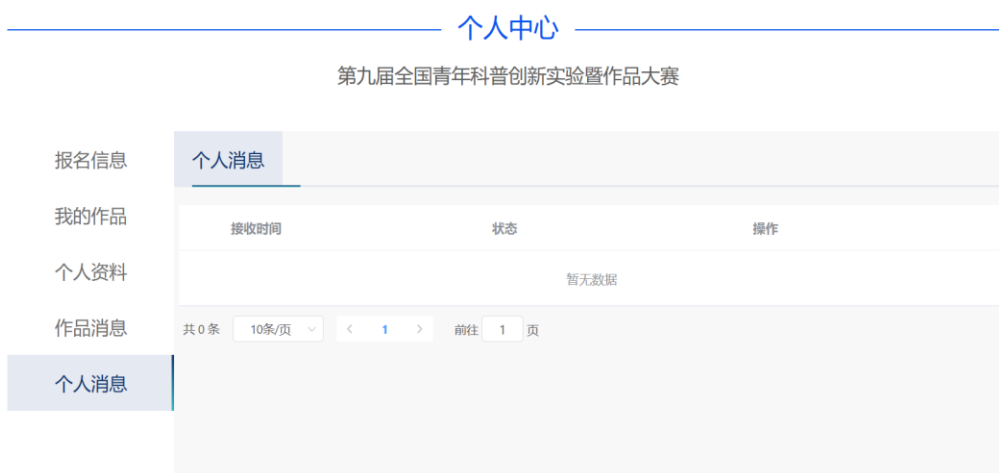 个人中心
第九届全国青年科普创新实验暨作品大赛
报名信息
我的作品
个人资料
作品消息
个人消息
个人消息
接收时间 状态 操作
暂无数据
共 0 条 10条/页 1 前往 1 页